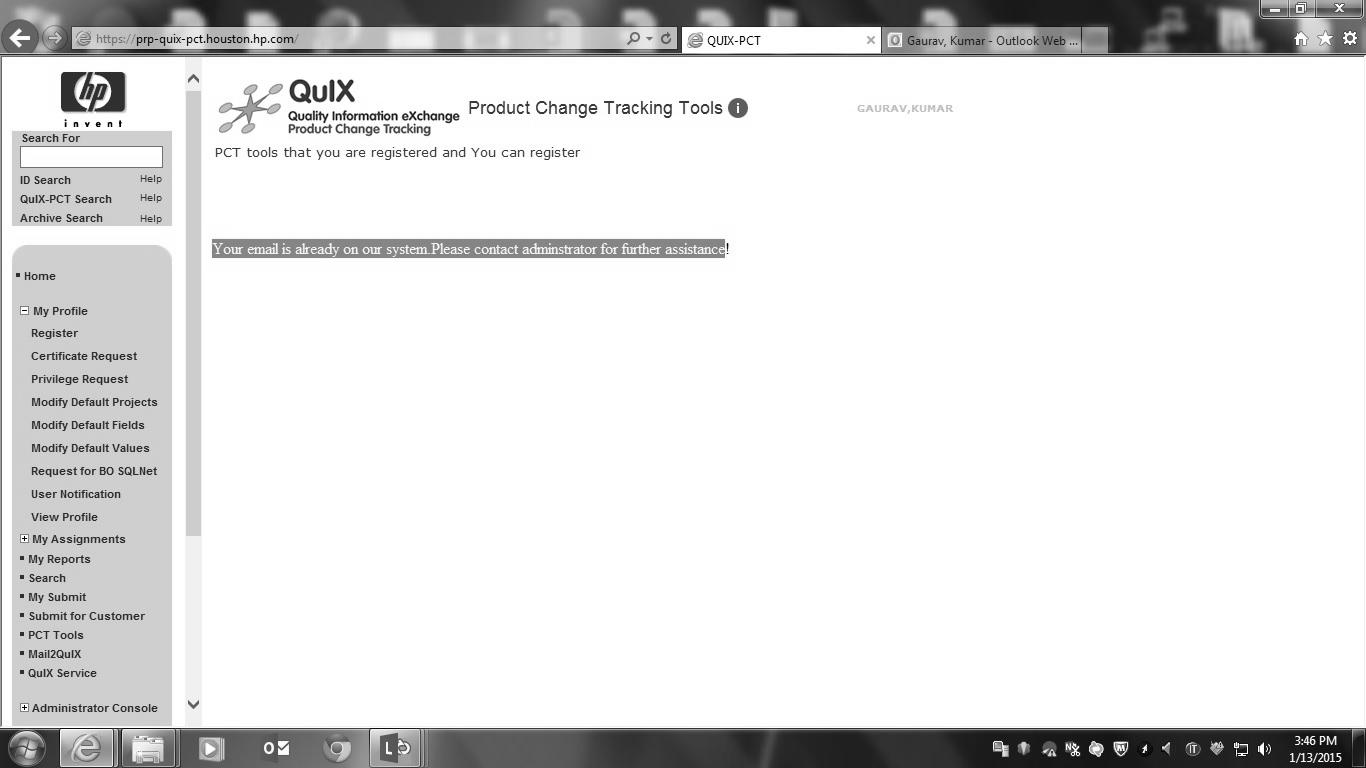 https://prp-quix-pct.houston.hp.com/
QUIX-PCT
Gaurav, Kumar - Outlook Web ...
hp
invent
Search For
ID Search Help
QuIX-PCT Search Help
Archive Search Help
Home
My Profile
Register
Certificate Request
Privilege Request
Modify Default Projects
Modify Default Fields
Modify Default Values
Request for BO SQLNet
User Notification
View Profile
My Assignments
My Reports
Search
My Submit
Submit for Customer
PCT Tools
Mail2QuIX
QuIX Service
Administrator Console
QuIX
Quality Information eXchange
Product Change Tracking
Product Change Tracking Tools i
GAURAV,KUMAR
PCT tools that you are registered and You can register
Your email is already on our system.Please contact adminstrator for further assistance!
3:46 PM
1/13/2015